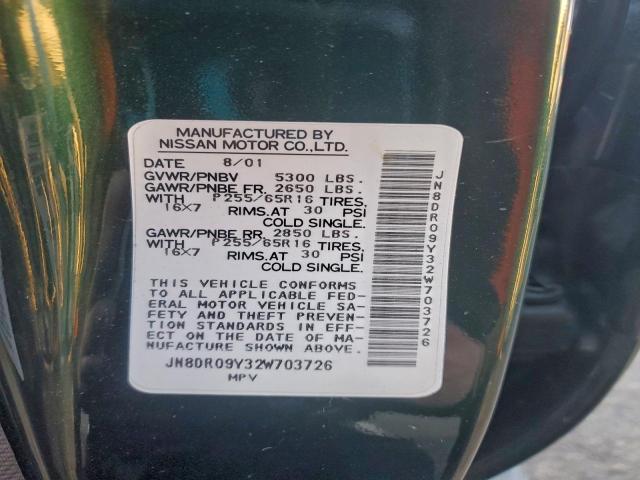 MANUFACTURED BY
NISSAN MOTOR CO.,LTD.
DATE 8/01
GVWR/PNBV 5300 LBS.
GAWR/PNBE FR. 2650 LBS.
WITH P255/65R16 TIRES,
16X7 RIMS.AT 30 PSI
COLD SINGLE.
GAWR/PNBE RR. 2850 LBS.
WITH P255/65R16 TIRES,
16X7 RIMS.AT 30 PSI
COLD SINGLE.
THIS VEHICLE CONFORMS
TO ALL APPLICABLE FED-
ERAL MOTOR VEHICLE SA-
FETY AND THEFT PREVEN-
TION STANDARDS IN EFF-
ECT ON THE DATE OF MA-
NUFACTURE SHOWN ABOVE.
JN8DR09Y32W703726
MPV
JN8DR09Y32W703726